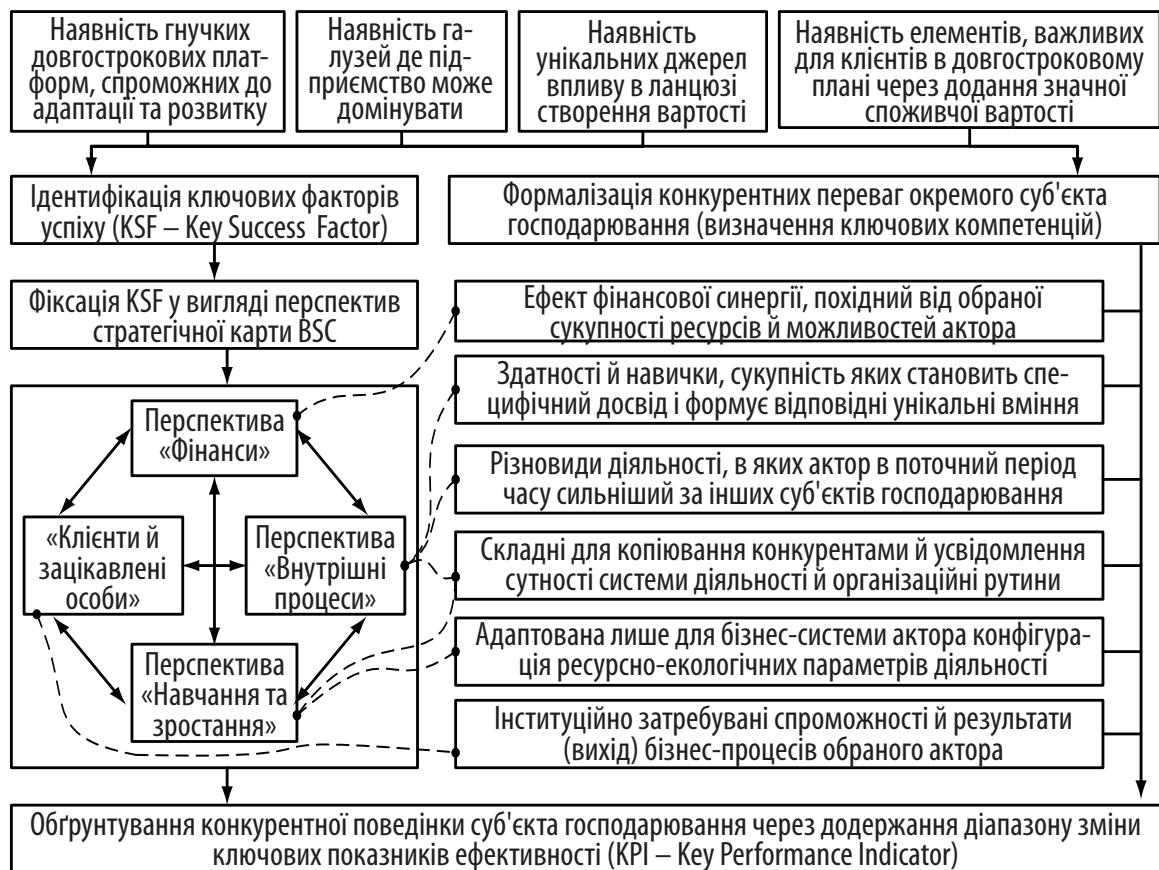 Наявність гнучких
довгострокових плат-
форм, спроможних до
адаптації та розвитку
Наявність га-
лузей де під-
приємство може
домінувати
Наявність
унікальних джерел
впливу в ланцюзі
створення вартості
Наявність елементів, важливих
для клієнтів в довгостроковому
плані через додання значної
споживчої вартості
Ідентифікація ключових факторів
успіху (KSF – Key Success Factor)
Формалізація конкурентних переваг окремого суб'єкта
господарювання (визначення ключових компетенцій)
Фіксація KSF у вигляді перспектив
стратегічної карти BSC
Перспектива
«Фінанси»
«Клієнти й
зацікавлені
особи»
Перспектива
«Внутрішні
процеси»
Перспектива
«Навчання та
зростання»
Ефект фінансової синергії, похідний від обраної
сукупності ресурсів й можливостей актора
Здатності й навички, сукупність яких становить спе-
цифічний досвід і формує відповідні унікальні вміння
Різновиди діяльності, в яких актор в поточний період
часу сильніший за інших суб'єктів господарювання
Складні для копіювання конкурентами й усвідомлення
сутності системи діяльності й організаційні рутини
Адаптована лише для бізнес-системи актора конфігура-
ція ресурсно-екологічних параметрів діяльності
Інституційно затребувані спроможності й результати
(вихід) бізнес-процесів обраного актора
Обґрунтування конкурентної поведінки суб'єкта господарювання через додержання діапазону зміни
ключових показників ефективності (KPI – Key Performance Indicator)